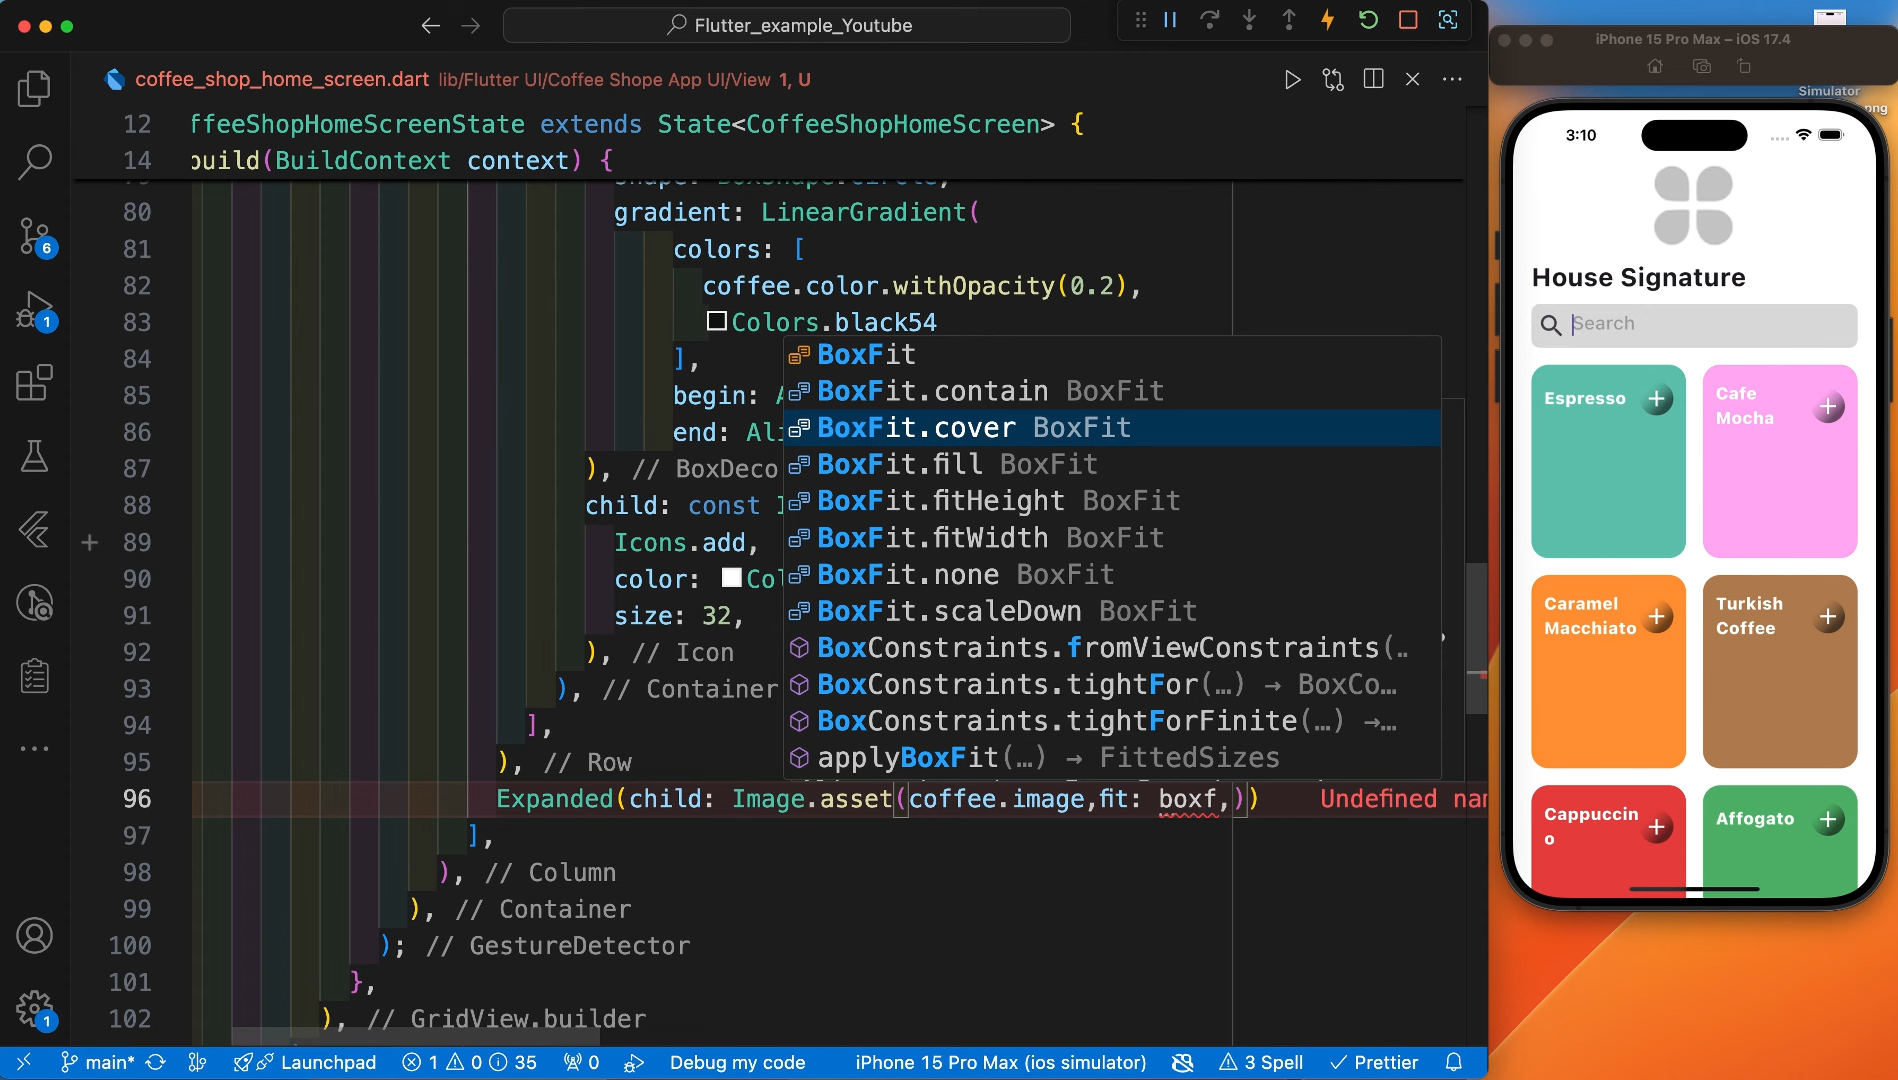 Flutter_example_Youtube
coffee_shop_home_screen.dart lib/Flutter UI/Coffee Shope App UI/View 1, U
12 ffeeShopHomeScreenState extends State<CoffeeShopHomeScreen> {
14 build(BuildContext context) {
80 gradient: LinearGradient(
81 colors: [
82 coffee.color.withOpacity(0.2),
83 Colors.black54
84 ],
85 begin: A
86 end: Ali
87 ), // BoxDeco
88 child: const I
89 Icons.add,
90 color: Col
91 size: 32,
92 ), // Icon
93 ), // Container
94 ],
95 ), // Row
96 Expanded(child: Image.asset(coffee.image,fit: boxf,)) Undefined nam
97 ],
98 ), // Column
99 ), // Container
100 ); // GestureDetector
101 },
102 ), // GridView.builder
BoxFit
BoxFit.contain BoxFit
BoxFit.cover BoxFit
BoxFit.fill BoxFit
BoxFit.fitHeight BoxFit
BoxFit.fitWidth BoxFit
BoxFit.none BoxFit
BoxFit.scaleDown BoxFit
BoxConstraints.fromViewConstraints(…
BoxConstraints.tightFor(…) → BoxCo…
BoxConstraints.tightForFinite(…) →…
applyBoxFit(…) → FittedSizes
6
1
1
main* Launchpad 1 0 35 0 Debug my code iPhone 15 Pro Max (ios simulator) 3 Spell Prettier
iPhone 15 Pro Max – iOS 17.4
Simulator
png
3:10
House Signature
Search
Espresso
Cafe
Mocha
Caramel
Macchiato
Turkish
Coffee
Cappuccin
o
Affogato